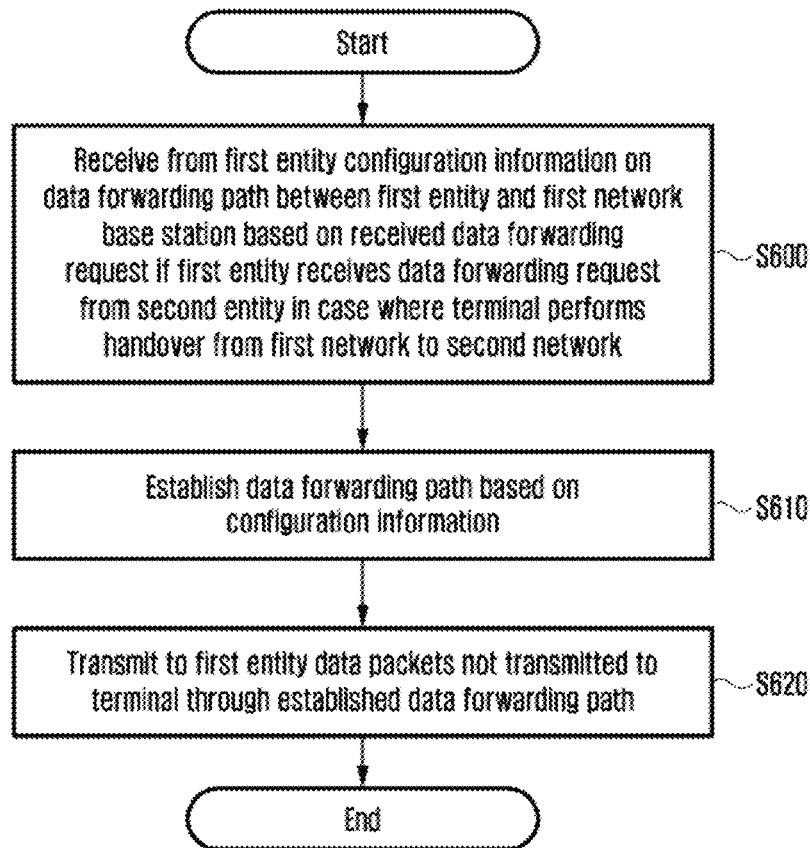 Start
Receive from first entity configuration information on
data forwarding path between first entity and first network
base station based on received data forwarding
request if first entity receives data forwarding request
from second entity in case where terminal performs
handover from first network to second network
S600
Establish data forwarding path based on
configuration information
S610
Transmit to first entity data packets not transmitted to
terminal through established data forwarding path
S620
End